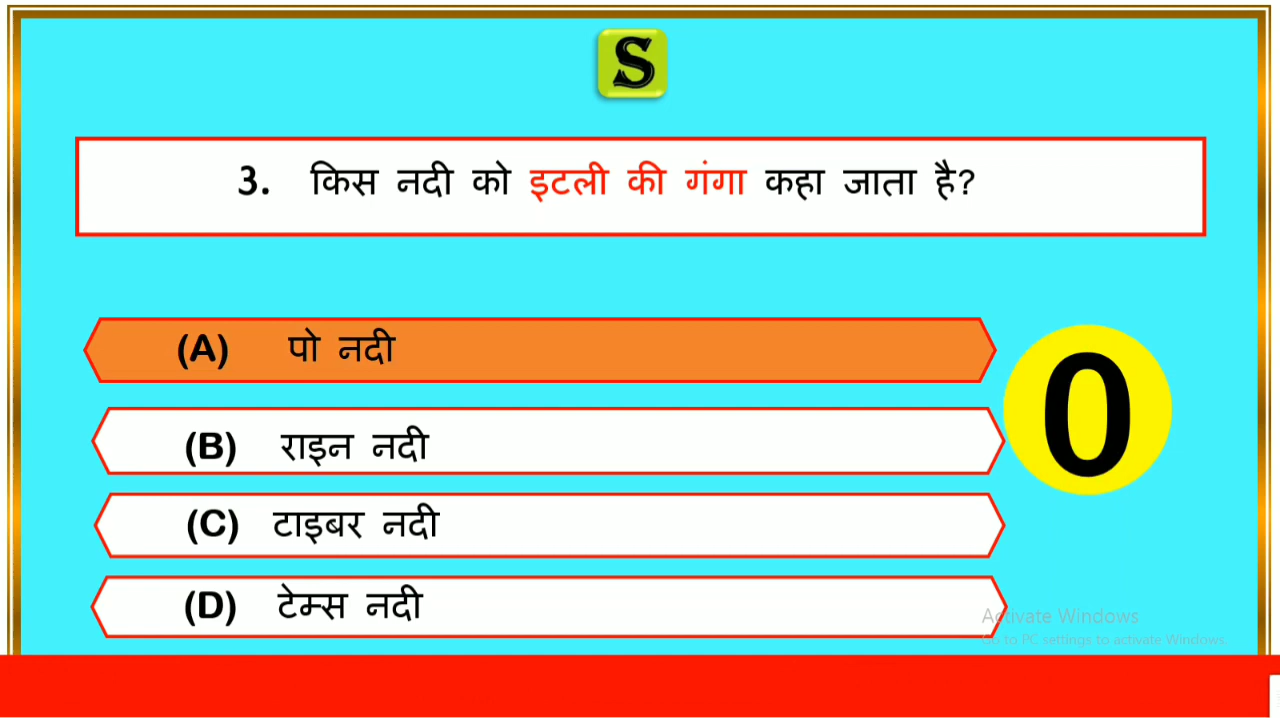 S
3. किस नदी को इटली की गंगा कहा जाता है?
(A) पो नदी
(B) राइन नदी
0
(C) टाइबर नदी
(D) टेम्स नदी
Activate Windows
Go to PC settings to activate Windows.